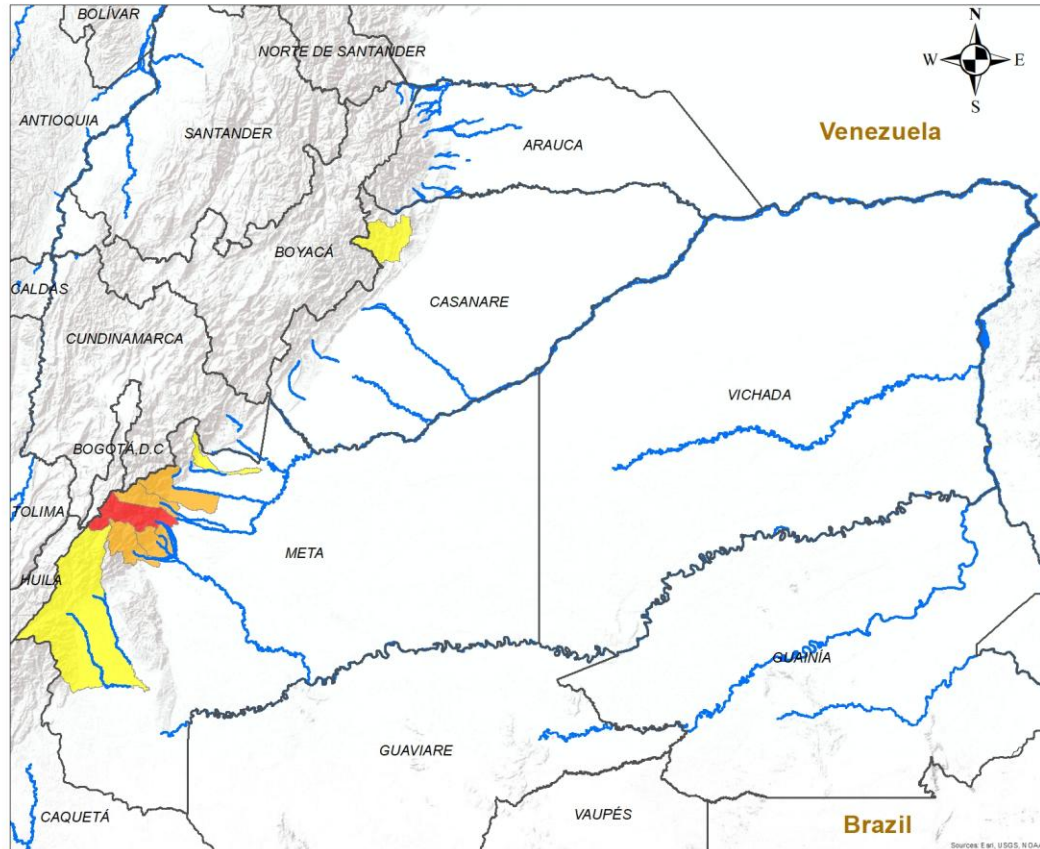 BOLÍVAR
NORTE DE SANTANDER
N
W
E
S
ANTIOQUIA
SANTANDER
ARAUCA
Venezuela
BOYACÁ
CALDAS
CASANARE
CUNDINAMARCA
VICHADA
BOGOTÁ,D.C
TOLIMA
META
HUILA
GUAINÍA
GUAVIARE
CAQUETÁ
VAUPÉS
Brazil
Sources: Esri, USGS, NOAA